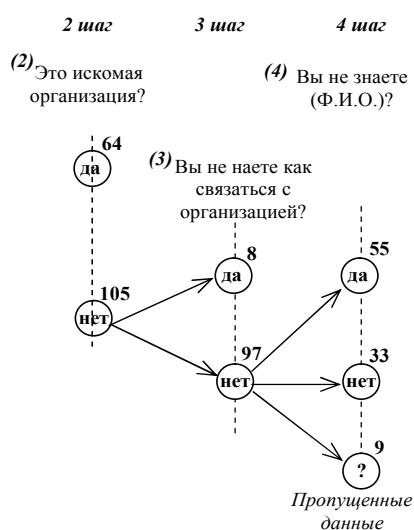 2 шаг 3 шаг 4 шаг
(2) Это искомая
организация?
(4) Вы не знаете
(Ф.И.О.)?
64
да
(3) Вы не наете как
связаться с
организацией?
105
нет
8
да
55
да
97
нет
33
нет
9
?
Пропущенные
данные